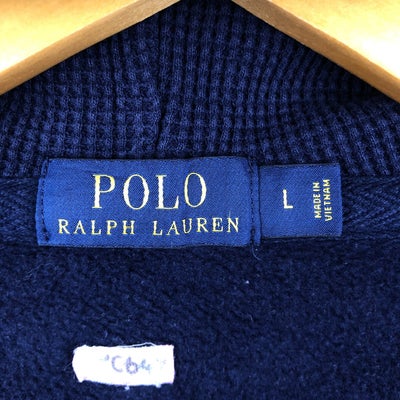 POLO
RALPH LAUREN
L
MADE IN
VIETNAM
"C64"